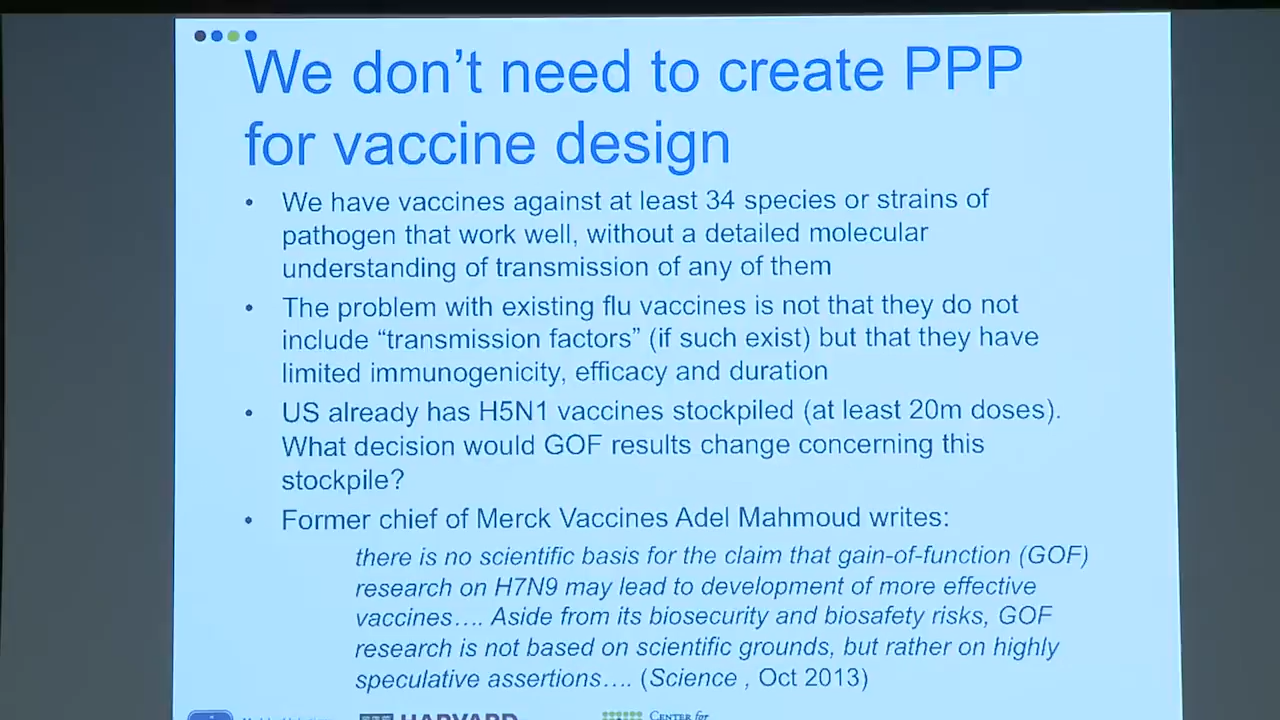 We don't need to create PPP
for vaccine design
• We have vaccines against at least 34 species or strains of
pathogen that work well, without a detailed molecular
understanding of transmission of any of them
• The problem with existing flu vaccines is not that they do not
include “transmission factors” (if such exist) but that they have
limited immunogenicity, efficacy and duration
• US already has H5N1 vaccines stockpiled (at least 20m doses).
What decision would GOF results change concerning this
stockpile?
• Former chief of Merck Vaccines Adel Mahmoud writes:
there is no scientific basis for the claim that gain-of-function (GOF)
research on H7N9 may lead to development of more effective
vaccines…. Aside from its biosecurity and biosafety risks, GOF
research is not based on scientific grounds, but rather on highly
speculative assertions…. (Science , Oct 2013)
HARVARD
CENTER for